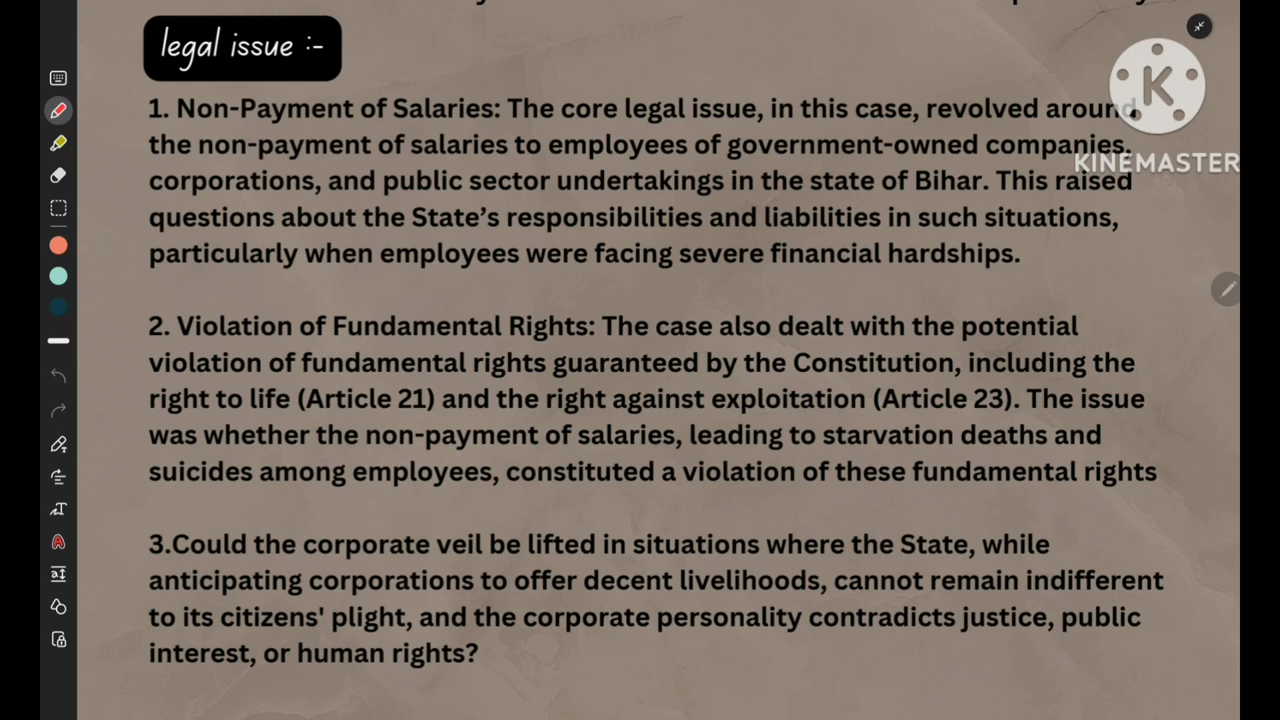 legal issue :-
1. Non-Payment of Salaries: The core legal issue, in this case, revolved around
the non-payment of salaries to employees of government-owned companies,
corporations, and public sector undertakings in the state of Bihar. This raised
questions about the State’s responsibilities and liabilities in such situations,
particularly when employees were facing severe financial hardships.
2. Violation of Fundamental Rights: The case also dealt with the potential
violation of fundamental rights guaranteed by the Constitution, including the
right to life (Article 21) and the right against exploitation (Article 23). The issue
was whether the non-payment of salaries, leading to starvation deaths and
suicides among employees, constituted a violation of these fundamental rights
3.Could the corporate veil be lifted in situations where the State, while
anticipating corporations to offer decent livelihoods, cannot remain indifferent
to its citizens' plight, and the corporate personality contradicts justice, public
interest, or human rights?
K
KINEMASTER